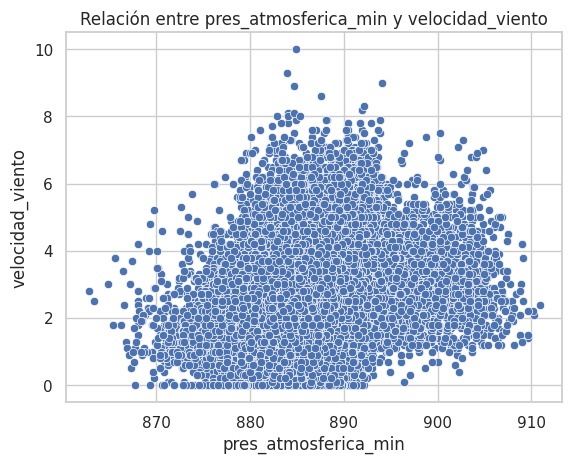 Relación entre pres_atmosferica_min y velocidad_viento
10
8
6
4
2
0
velocidad_viento
870 880 890 900 910
pres_atmosferica_min